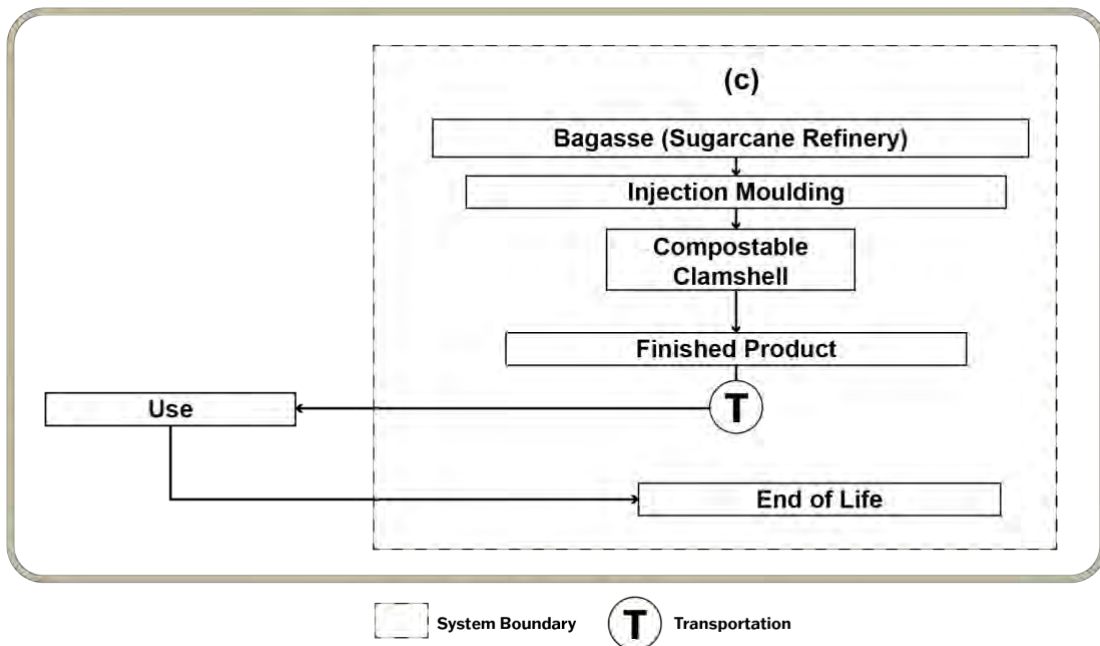 (c)
Bagasse (Sugarcane Refinery)
Injection Moulding
Compostable
Clamshell
Finished Product
T
Use
End of Life
System Boundary
T
Transportation